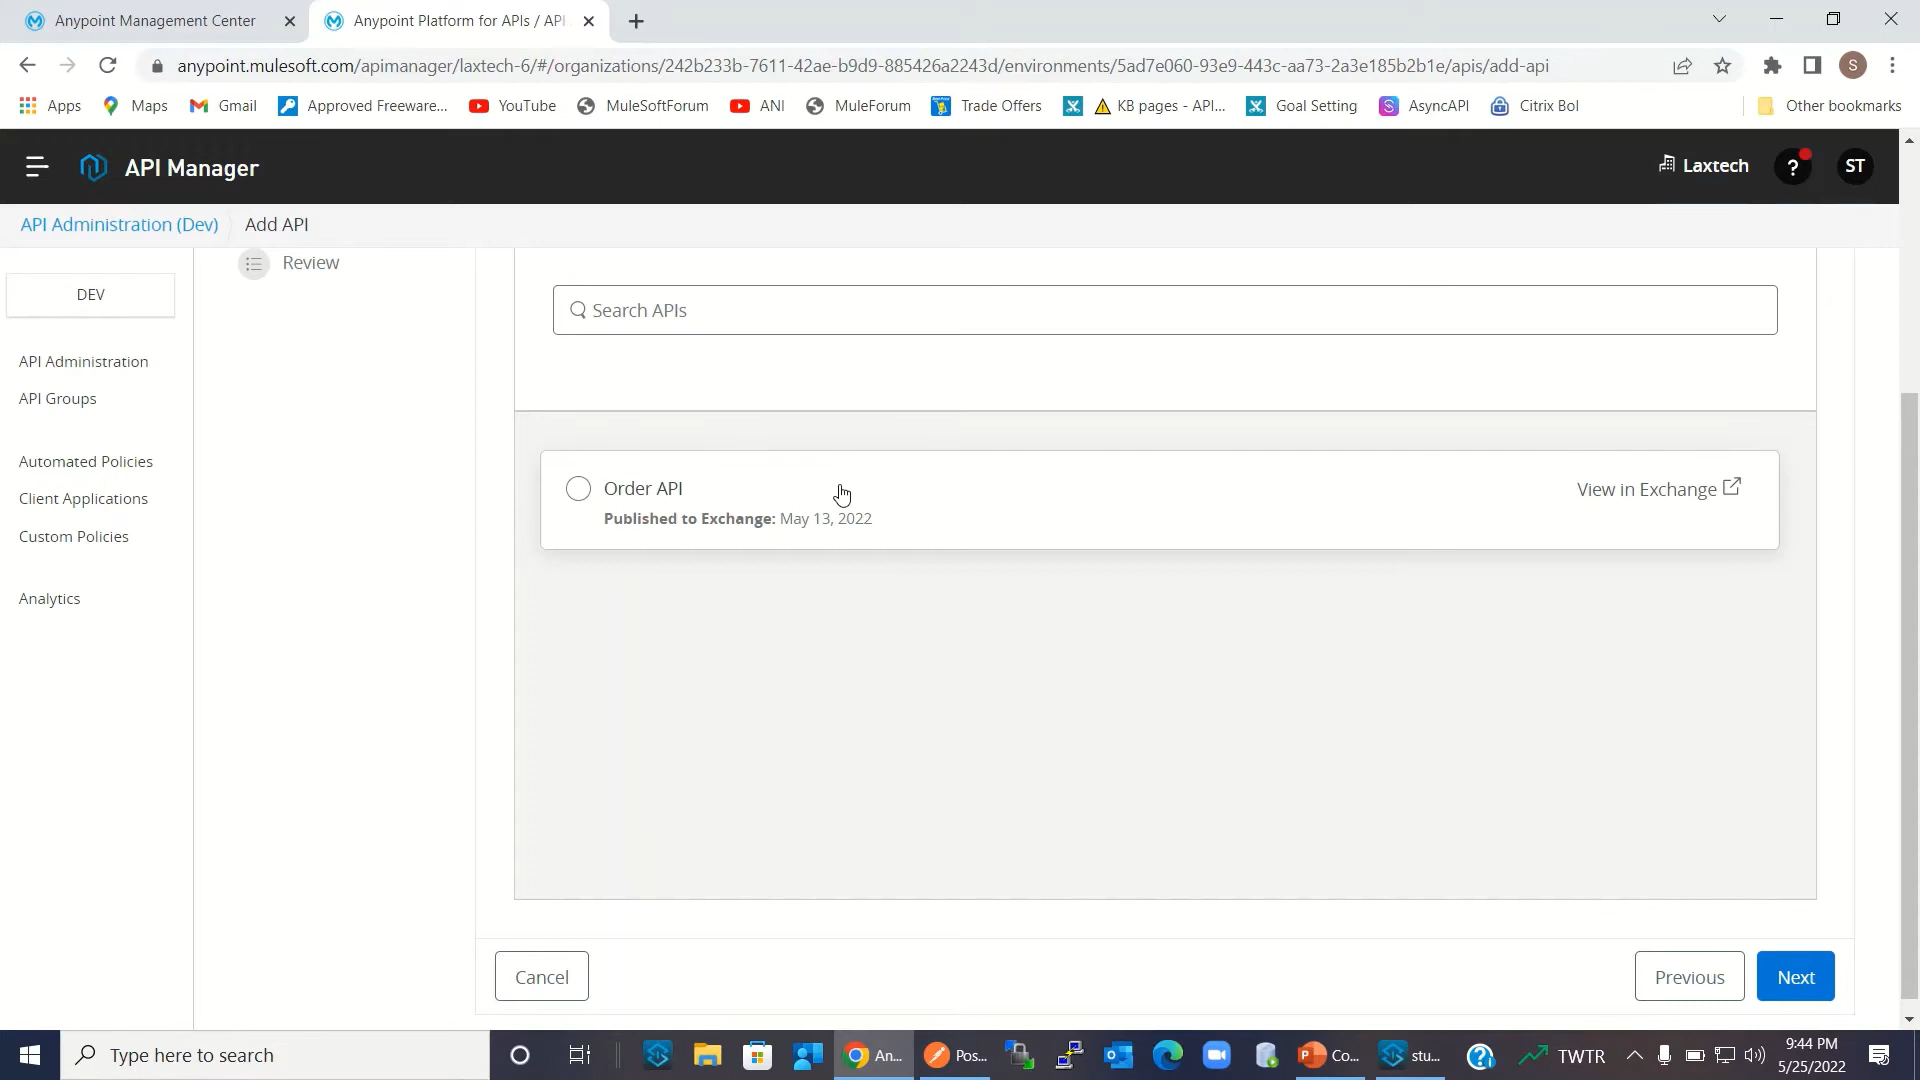 Anypoint Management Center
Anypoint Platform for APIs / API
anypoint.mulesoft.com/apimanager/laxtech-6/#/organizations/242b233b-7611-42ae-b9d9-885426a2243d/environments/5ad7e060-93e9-443c-aa73-2a3e185b2b1e/apis/add-api
S
Apps
Maps
Gmail
Approved Freeware...
YouTube
MuleSoftForum
ANI
MuleForum
Trade Offers
KB pages - API...
Goal Setting
AsyncAPI
Citrix Bol
Other bookmarks
API Manager
Laxtech
?
ST
API Administration (Dev)
Add API
Review
DEV
Search APIs
API Administration
API Groups
Automated Policies
Client Applications
Custom Policies
Analytics
Order API
View in Exchange
Published to Exchange: May 13, 2022
Cancel
Previous
Next
Type here to search
An...
Pos...
Co...
stu...
TWTR
9:44 PM
5/25/2022